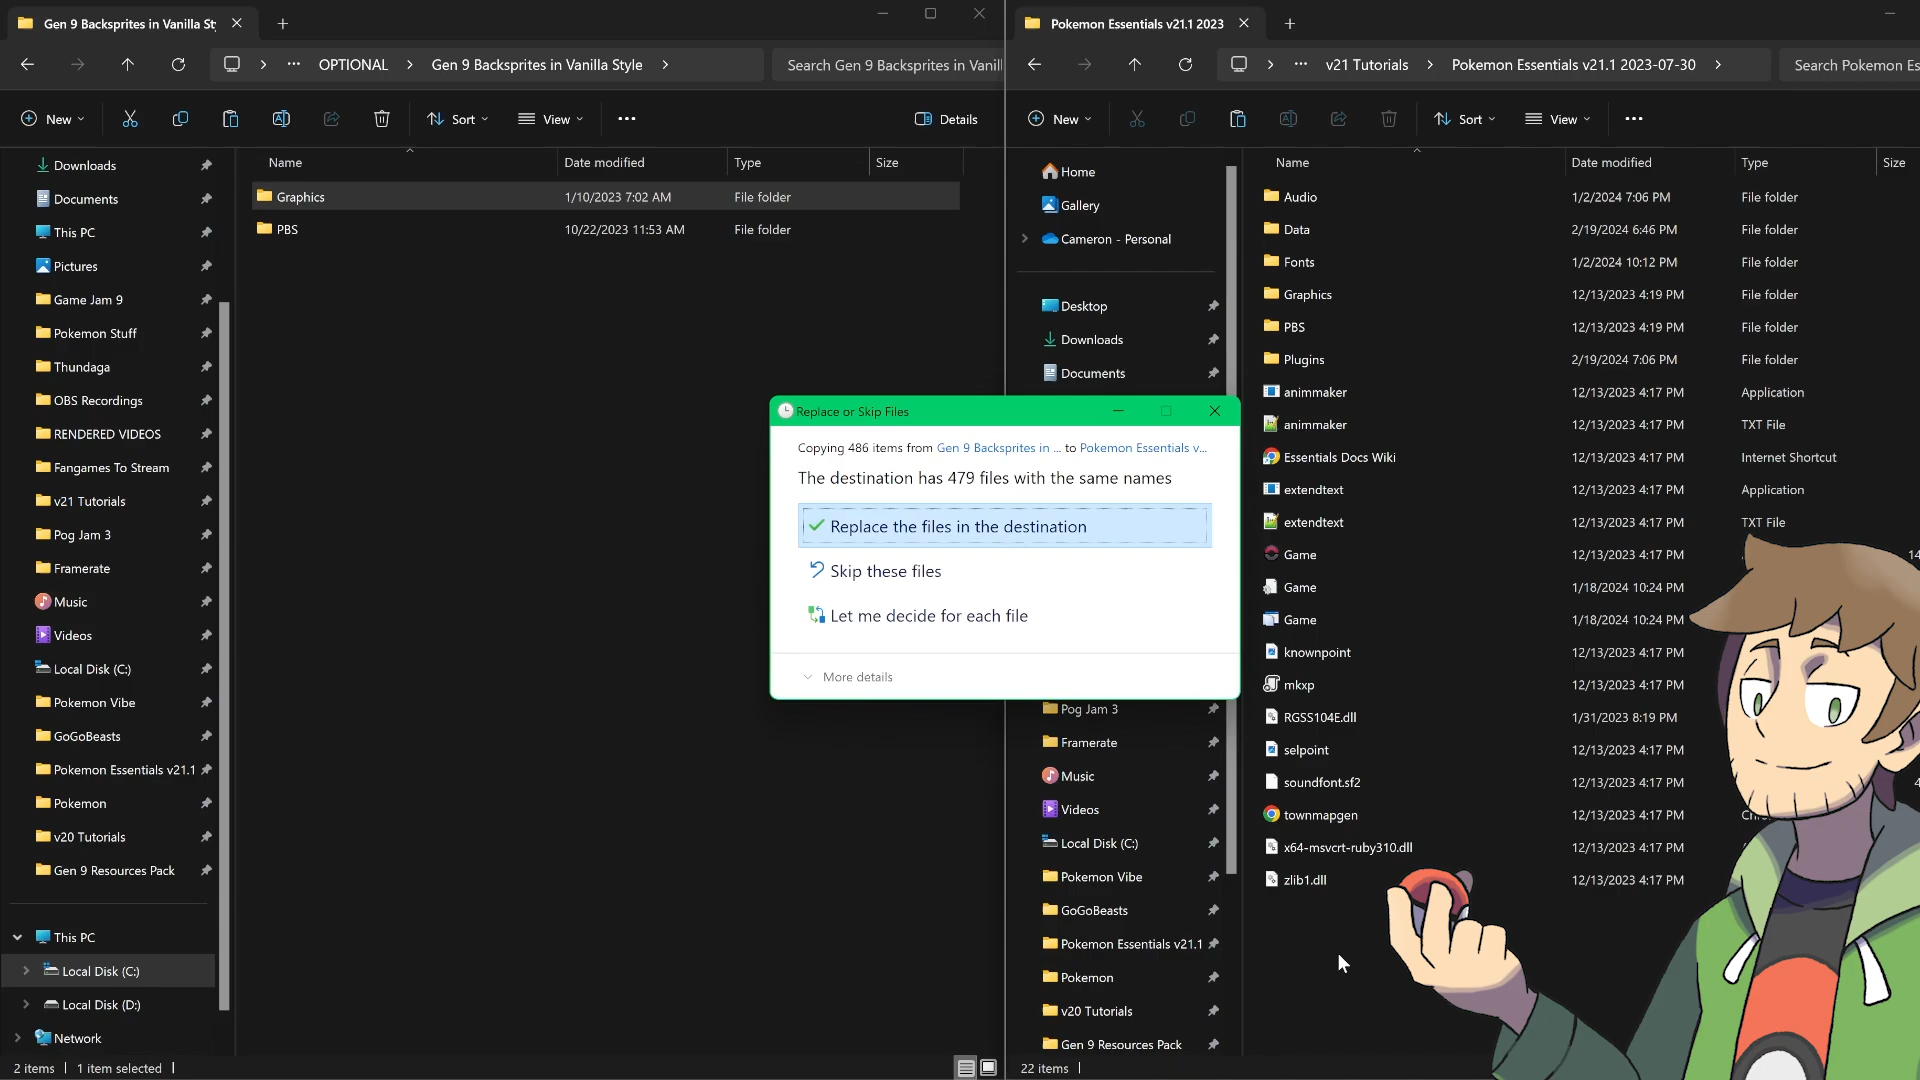 Gen 9 Backsprites in Vanilla St
OPTIONAL
Gen 9 Backsprites in Vanilla Style
Search Gen 9 Backsprites in Vanill
New
Sort
View
Details
Downloads
Documents
This PC
Pictures
Game Jam 9
Pokemon Stuff
Thundaga
OBS Recordings
RENDERED VIDEOS
Fangames To Stream
v21 Tutorials
Pog Jam 3
Framerate
Music
Videos
Local Disk (C:)
Pokemon Vibe
GoGoBeasts
Pokemon Essentials v21.1
Pokemon
v20 Tutorials
Gen 9 Resources Pack
This PC
Local Disk (C:)
Local Disk (D:)
Network
2 items
1 item selected
Name Date modified Type Size
Graphics 1/10/2023 7:02 AM File folder
PBS 10/22/2023 11:53 AM File folder
Replace or Skip Files
Copying 486 items from Gen 9 Backsprites in ... to Pokemon Essentials v...
The destination has 479 files with the same names
Replace the files in the destination
Skip these files
Let me decide for each file
More details
Pokemon Essentials v21.1 2023
v21 Tutorials
Pokemon Essentials v21.1 2023-07-30
Search Pokemon Es
New
Sort
View
Home
Gallery
Cameron - Personal
Desktop
Downloads
Documents
Pog Jam 3
Framerate
Music
Videos
Local Disk (C:)
Pokemon Vibe
GoGoBeasts
Pokemon Essentials v21.1
Pokemon
v20 Tutorials
Gen 9 Resources Pack
22 items
Name Date modified Type Size
Audio 1/2/2024 7:06 PM File folder
Data 2/19/2024 6:46 PM File folder
Fonts 1/2/2024 10:12 PM File folder
Graphics 12/13/2023 4:19 PM File folder
PBS 12/13/2023 4:19 PM File folder
Plugins 2/19/2024 7:06 PM File folder
animmaker 12/13/2023 4:17 PM Application
animmaker 12/13/2023 4:17 PM TXT File
Essentials Docs Wiki 12/13/2023 4:17 PM Internet Shortcut
extendtext 12/13/2023 4:17 PM Application
extendtext 12/13/2023 4:17 PM TXT File
Game 12/13/2023 4:17 PM
Game 1/18/2024 10:24 PM
Game 1/18/2024 10:24 PM
knownpoint 12/13/2023 4:17 PM
mkxp 12/13/2023 4:17 PM
RGSS104E.dll 1/31/2023 8:19 PM
selpoint 12/13/2023 4:17 PM
soundfont.sf2 12/13/2023 4:17 PM
townmapgen 12/13/2023 4:17 PM
x64-msvcrt-ruby310.dll 12/13/2023 4:17 PM
zlib1.dll 12/13/2023 4:17 PM